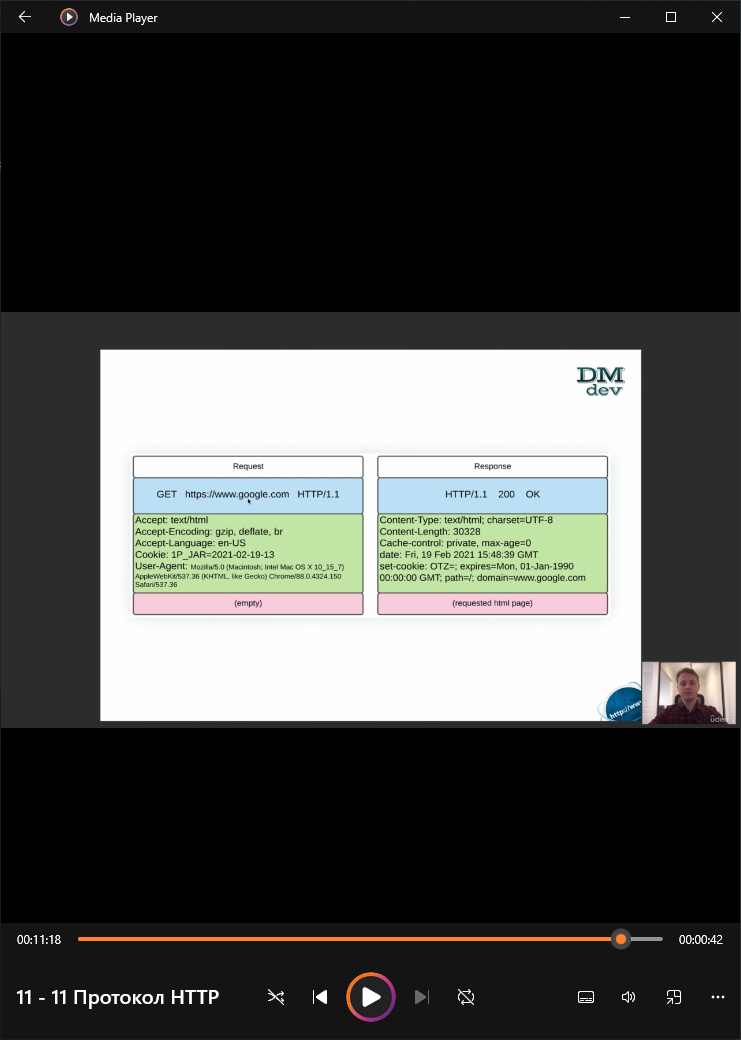 Media Player
DM
dev
Request
GET https://www.google.com HTTP/1.1
Accept: text/html
Accept-Encoding: gzip, deflate, br
Accept-Language: en-US
Cookie: 1P_JAR=2021-02-19-13
User-Agent: Mozilla/5.0 (Macintosh; Intel Mac OS X 10_15_7)
AppleWebKit/537.36 (KHTML, like Gecko) Chrome/88.0.4324.150
Safari/537.36
(empty)
Response
HTTP/1.1 200 OK
Content-Type: text/html; charset=UTF-8
Content-Length: 30328
Cache-control: private, max-age=0
date: Fri, 19 Feb 2021 15:48:39 GMT
set-cookie: OTZ=; expires=Mon, 01-Jan-1990
00:00:00 GMT; path=/; domain=www.google.com
(requested html page)
http://ww
00:11:18
00:00:42
11 - 11 Протокол HTTP